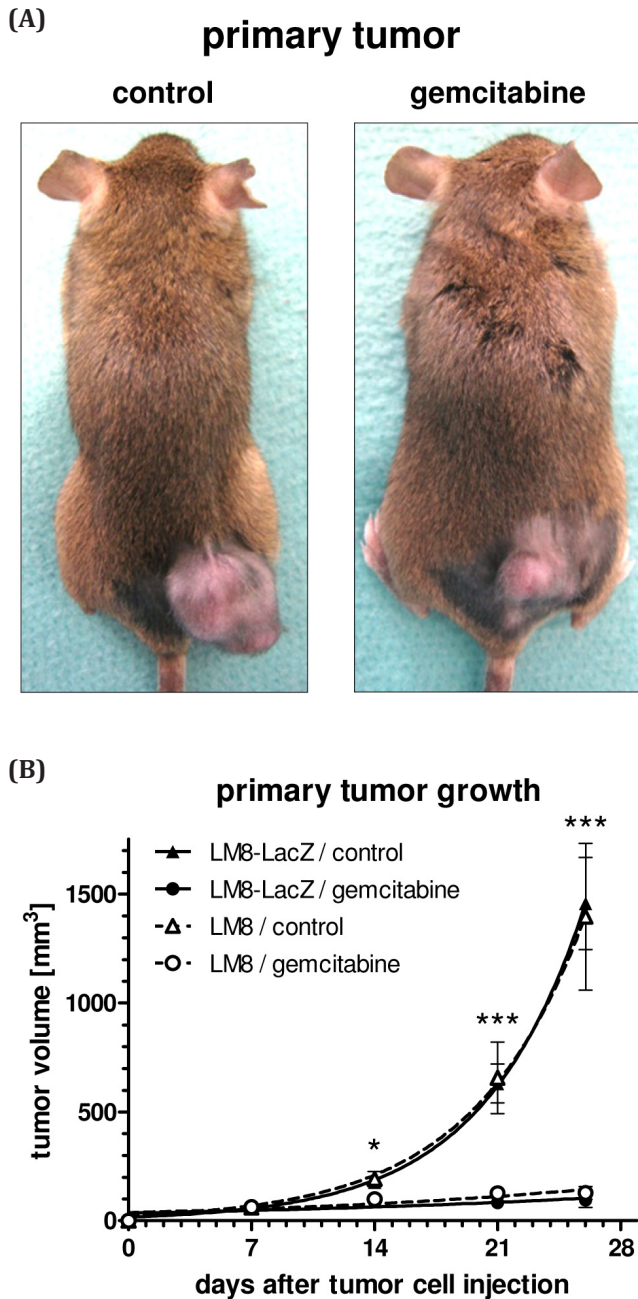 (A)
primary tumor
control gemcitabine
(B)
primary tumor growth
LM8-LacZ / control
LM8-LacZ / gemcitabine
LM8 / control
LM8 / gemcitabine
***
***
*
tumor volume [mm³]
1500
1000
500
0
0 7 14 21 28
days after tumor cell injection